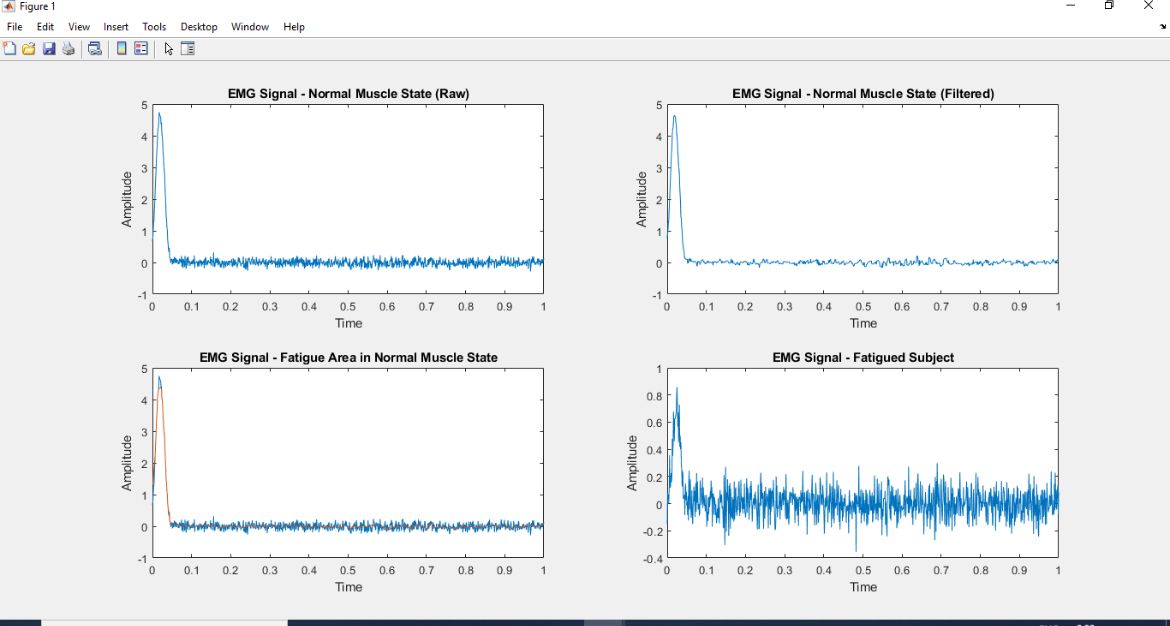 Figure 1
File Edit View Insert Tools Desktop Window Help
EMG Signal - Normal Muscle State (Raw)
5
4
3
2
1
0
-1
Amplitude
0 0.1 0.2 0.3 0.4 0.5 0.6 0.7 0.8 0.9 1
Time
EMG Signal - Normal Muscle State (Filtered)
5
4
3
2
1
0
-1
Amplitude
0 0.1 0.2 0.3 0.4 0.5 0.6 0.7 0.8 0.9 1
Time
EMG Signal - Fatigue Area in Normal Muscle State
5
4
3
2
1
0
-1
Amplitude
0 0.1 0.2 0.3 0.4 0.5 0.6 0.7 0.8 0.9 1
Time
EMG Signal - Fatigued Subject
1
0.8
0.6
0.4
0.2
0
-0.2
-0.4
Amplitude
0 0.1 0.2 0.3 0.4 0.5 0.6 0.7 0.8 0.9 1
Time